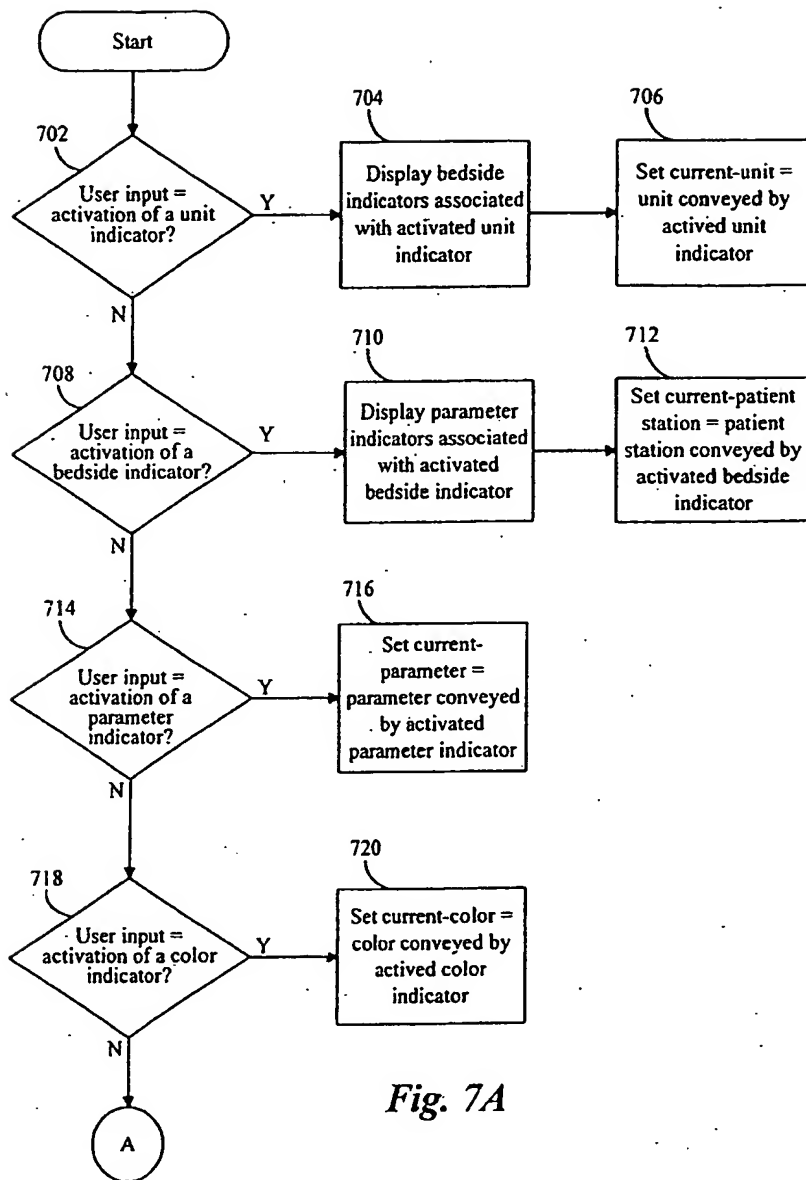 Start
702
User input =
activation of a unit
indicator?
Y
704
Display bedside
indicators associated
with activated unit
indicator
706
Set current-unit =
unit conveyed by
actived unit
indicator
N
708
User input =
activation of a
bedside indicator?
Y
710
Display parameter
indicators associated
with activated
bedside indicator
712
Set current-patient
station = patient
station conveyed by
activated bedside
indicator
N
714
User input =
activation of a
parameter
indicator?
Y
716
Set current-
parameter =
parameter conveyed
by activated
parameter indicator
N
718
User input =
activation of a color
indicator?
Y
720
Set current-color =
color conveyed by
actived color
indicator
N
A
Fig. 7A